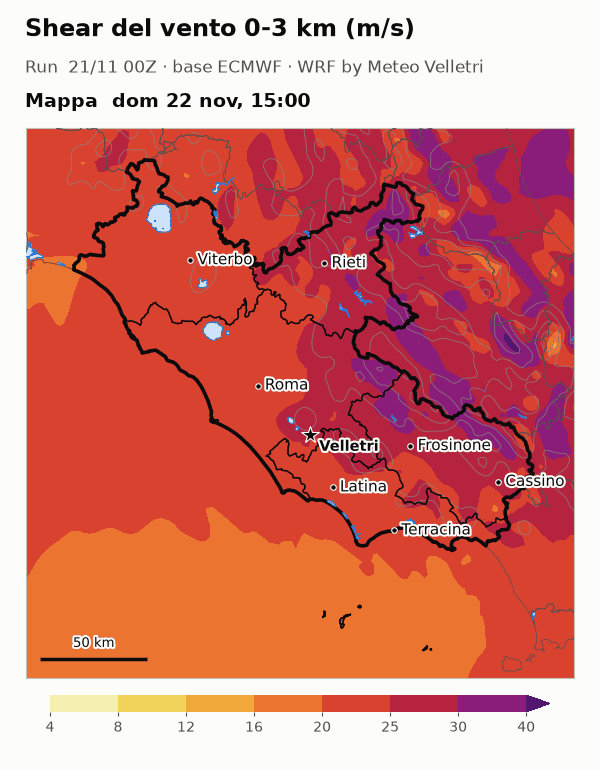 Shear del vento 0-3 km (m/s)
Run  21/11 00Z · base ECMWF · WRF by Meteo Velletri
Mappa  dom 22 nov, 15:00
Viterbo
Rieti
Roma
Velletri
Frosinone
Latina
Cassino
Terracina
50 km
4 8 12 16 20 25 30 40